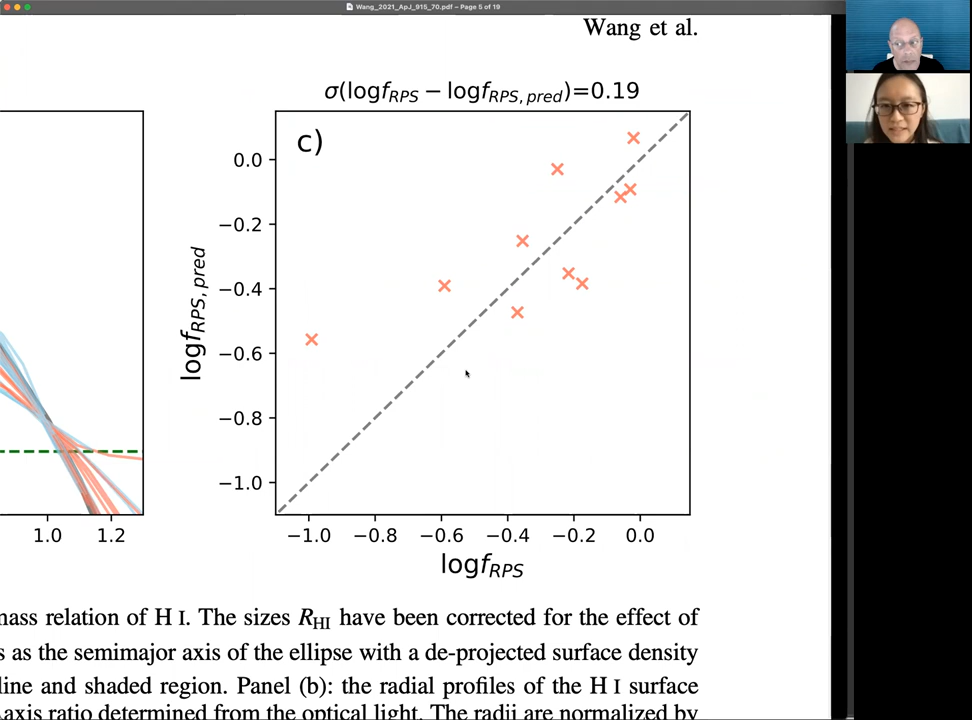 Wang_2021_ApJ_915_70.pdf – Page 5 of 19
Wang et al.
σ(logf_RPS − logf_RPS, pred)=0.19
c)
0.0
−0.2
−0.4
−0.6
−0.8
−1.0
logf_RPS, pred
1.0 1.2
−1.0 −0.8 −0.6 −0.4 −0.2 0.0
logf_RPS
mass relation of H I. The sizes R_HI have been corrected for the effect of
s as the semimajor axis of the ellipse with a de-projected surface density
line and shaded region. Panel (b): the radial profiles of the H I surface
axis ratio determined from the optical light. The radii are normalized by